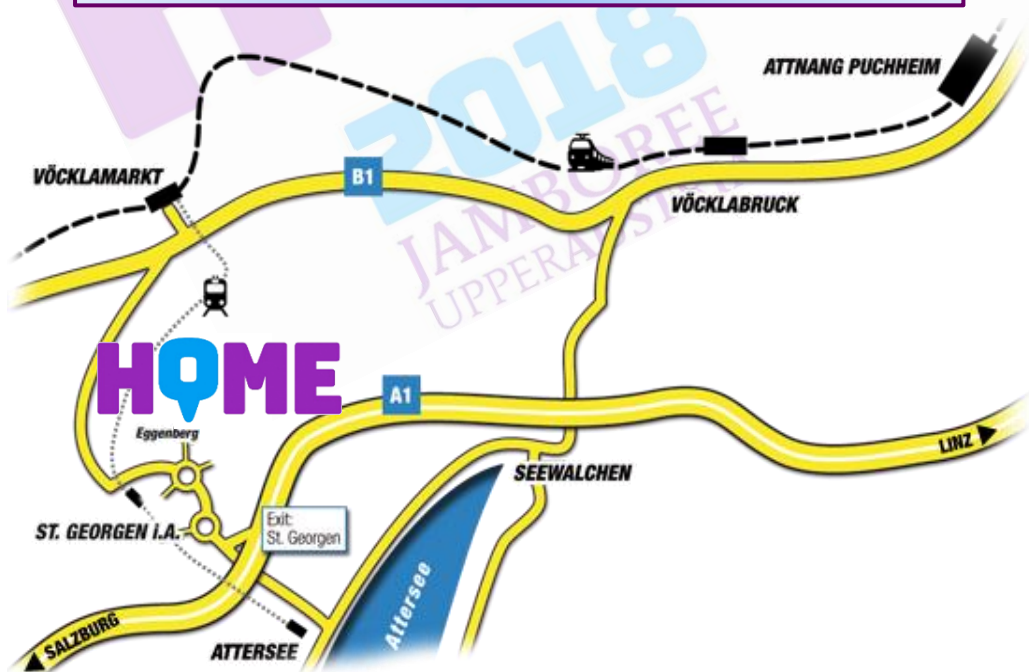 2018
JAMBOREE
ATTNANG PUCHHEIM
VÖCKLAMARKT
B1
VÖCKLABRUCK
HOME
A1
Eggenberg
LINZ
SEEWALCHEN
ST. GEORGEN i.A.
Exit:
St. Georgen
Attersee
SALZBURG
ATTERSEE